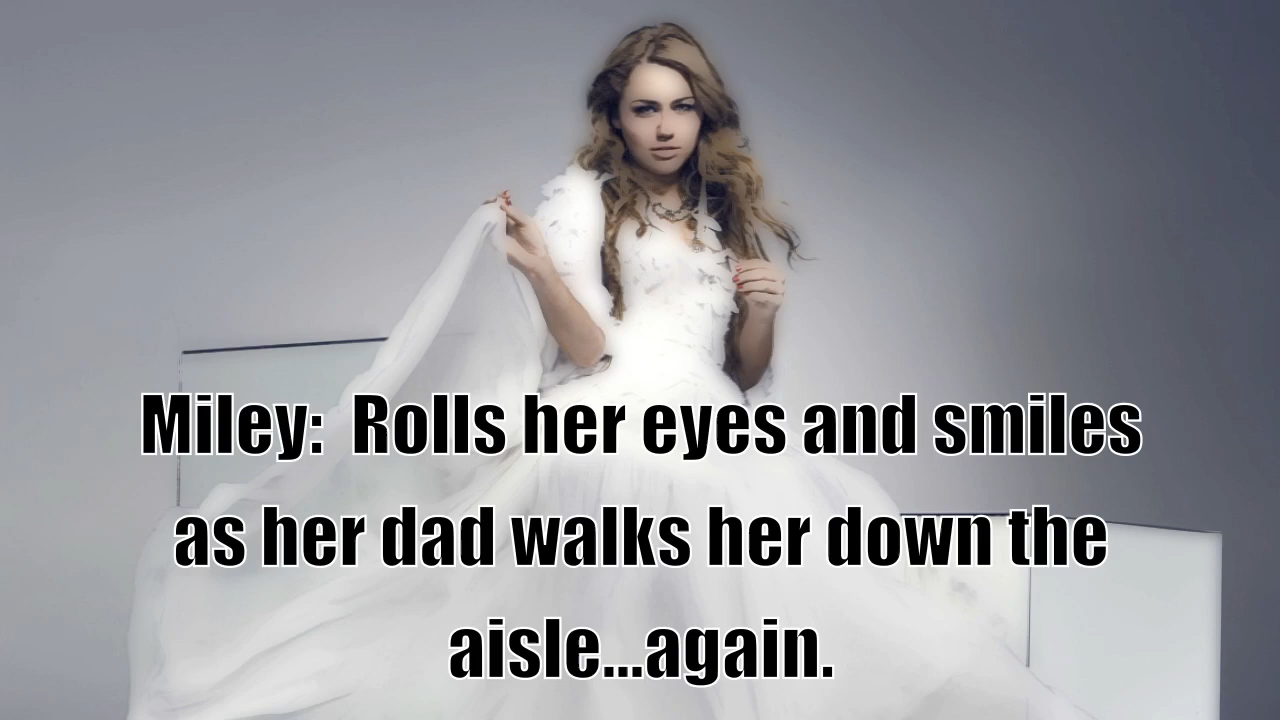 Miley:  Rolls her eyes and smiles
as her dad walks her down the
aisle...again.